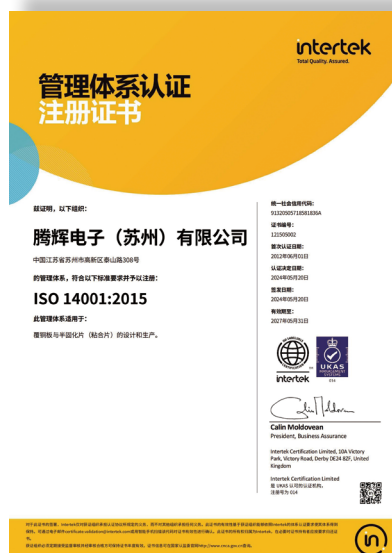 intertek
Total Quality. Assured.
管理体系认证
注册证书
兹证明，以下组织：
腾辉电子（苏州）有限公司
中国江苏省苏州市高新区泰山路308号
的管理体系，符合以下标准要求并予以注册：
ISO 14001:2015
此管理体系适用于：
覆铜板与半固化片（粘合片）的设计和生产。
统一社会信用代码：
91320505718581836A
证书编号：
121505002
首次认证日期：
2012年06月01日
认证决定日期：
2024年05月20日
签发日期：
2024年05月20日
有效期至：
2027年05月31日
intertek
UKAS
MANAGEMENT
SYSTEMS
014
Calin Moldovean
President, Business Assurance
Intertek Certification Limited, 10A Victory
Park, Victory Road, Derby DE24 8ZF, United
Kingdom
Intertek Certification Limited
是 UKAS 认可的认证机构，
注册号为 014
in